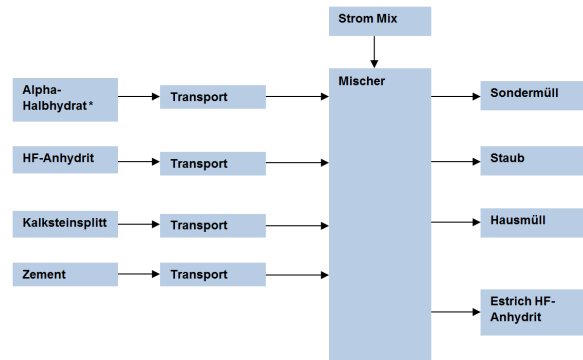 Strom Mix
Mischer
Alpha-
Halbhydrat*
Transport
Sondermüll
HF-Anhydrit
Transport
Staub
Kalksteinsplitt
Transport
Hausmüll
Zement
Transport
Estrich HF-
Anhydrit